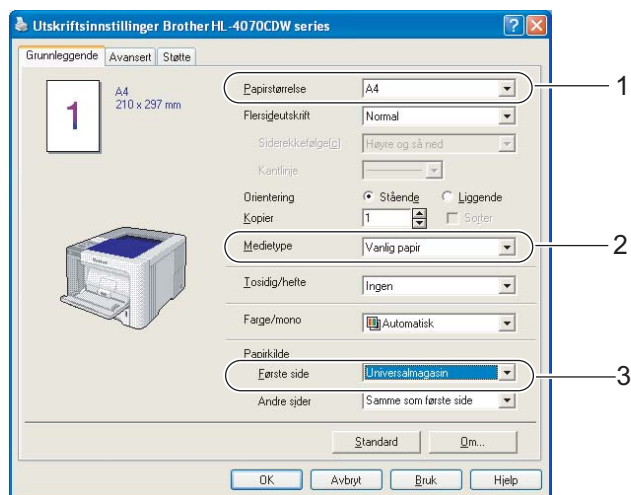 Utskriftsinnstillinger Brother HL-4070CDW series
Grunnleggende Avansert Støtte
1
A4
210 x 297 mm
Papirstørrelse A4 1
Flersideutskrift Normal
Siderekkefølge(c) Høyre og så ned
Kantlinje
Orientering Stående Liggende
Kopier 1 Sorter
Medietype Vanlig papir 2
Tosidig/hefte Ingen
Farge/mono Automatisk
Papirkilde
Første side Universalmagasin 3
Andre sider Samme som første side
Standard Om...
OK Avbryt Bruk Hjelp